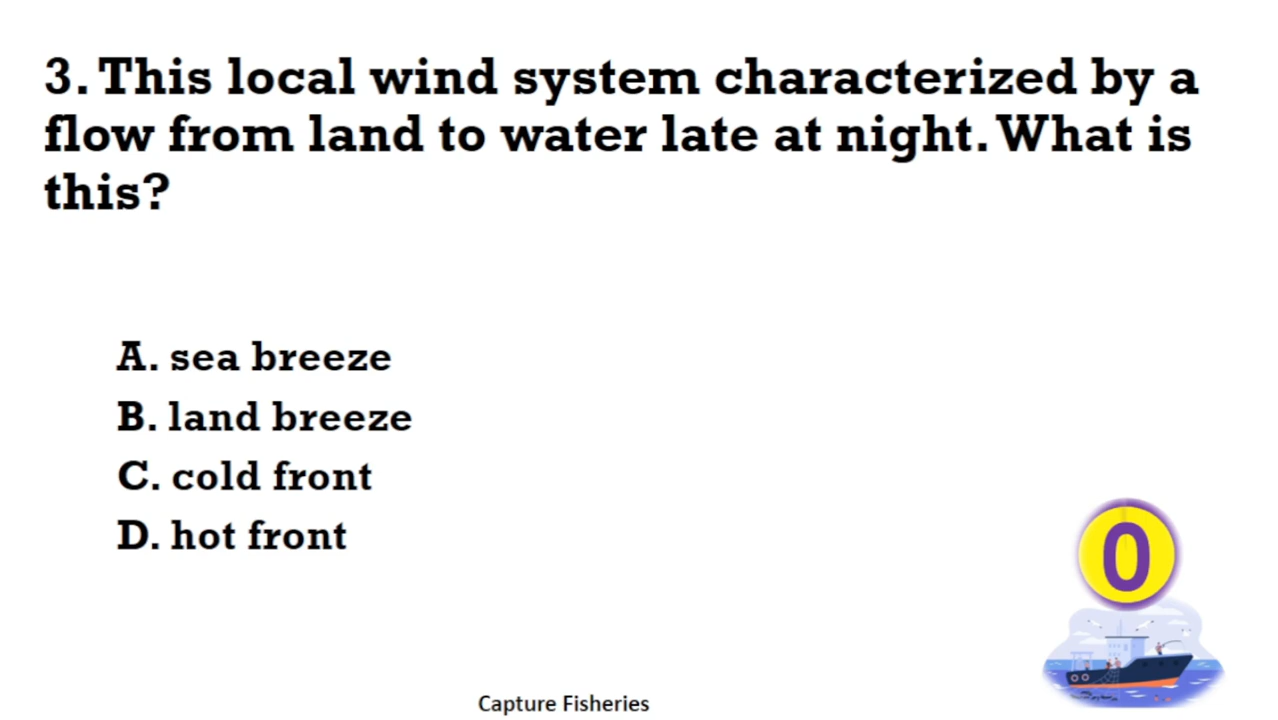 3. This local wind system characterized by a
flow from land to water late at night. What is
this?
A. sea breeze
B. land breeze
C. cold front
D. hot front
0
Capture Fisheries